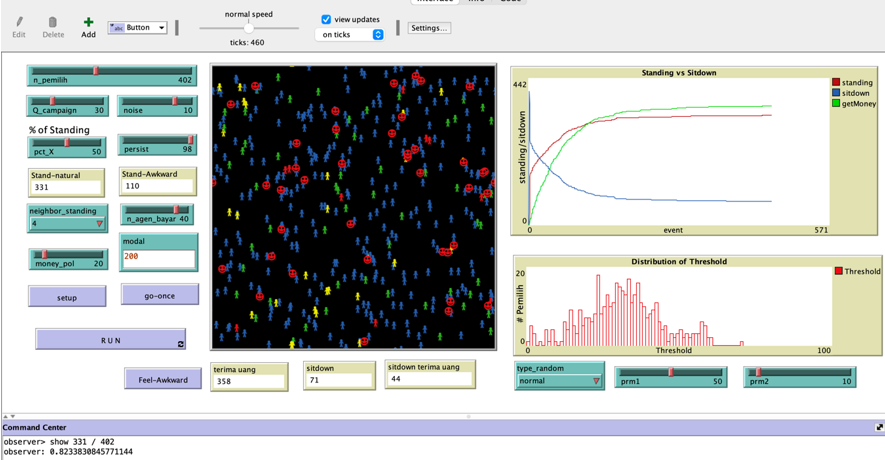 normal speed
view updates
Edit
Delete
Add
abc Button
on ticks
Settings...
ticks: 460
n_pemilih 402
Q_campaign 30
noise 10
% of Standing
pct_X 50
persist 98
Stand-natural
331
Stand-Awkward
110
neighbor_standing
4
n_agen_bayar 40
money_pol 20
modal
200
setup
go-once
R U N
Feel-Awkward
terima uang
358
sitdown
71
sitdown terima uang
44
Standing vs Sitdown
442
standing/sitdown
0
0
event
571
standing
sitdown
getMoney
Distribution of Threshold
20
# Pemilih
0
0
Threshold
100
Threshold
type_random
normal
prm1 50
prm2 10
Command Center
observer> show 331 / 402
observer: 0.8233830845771144